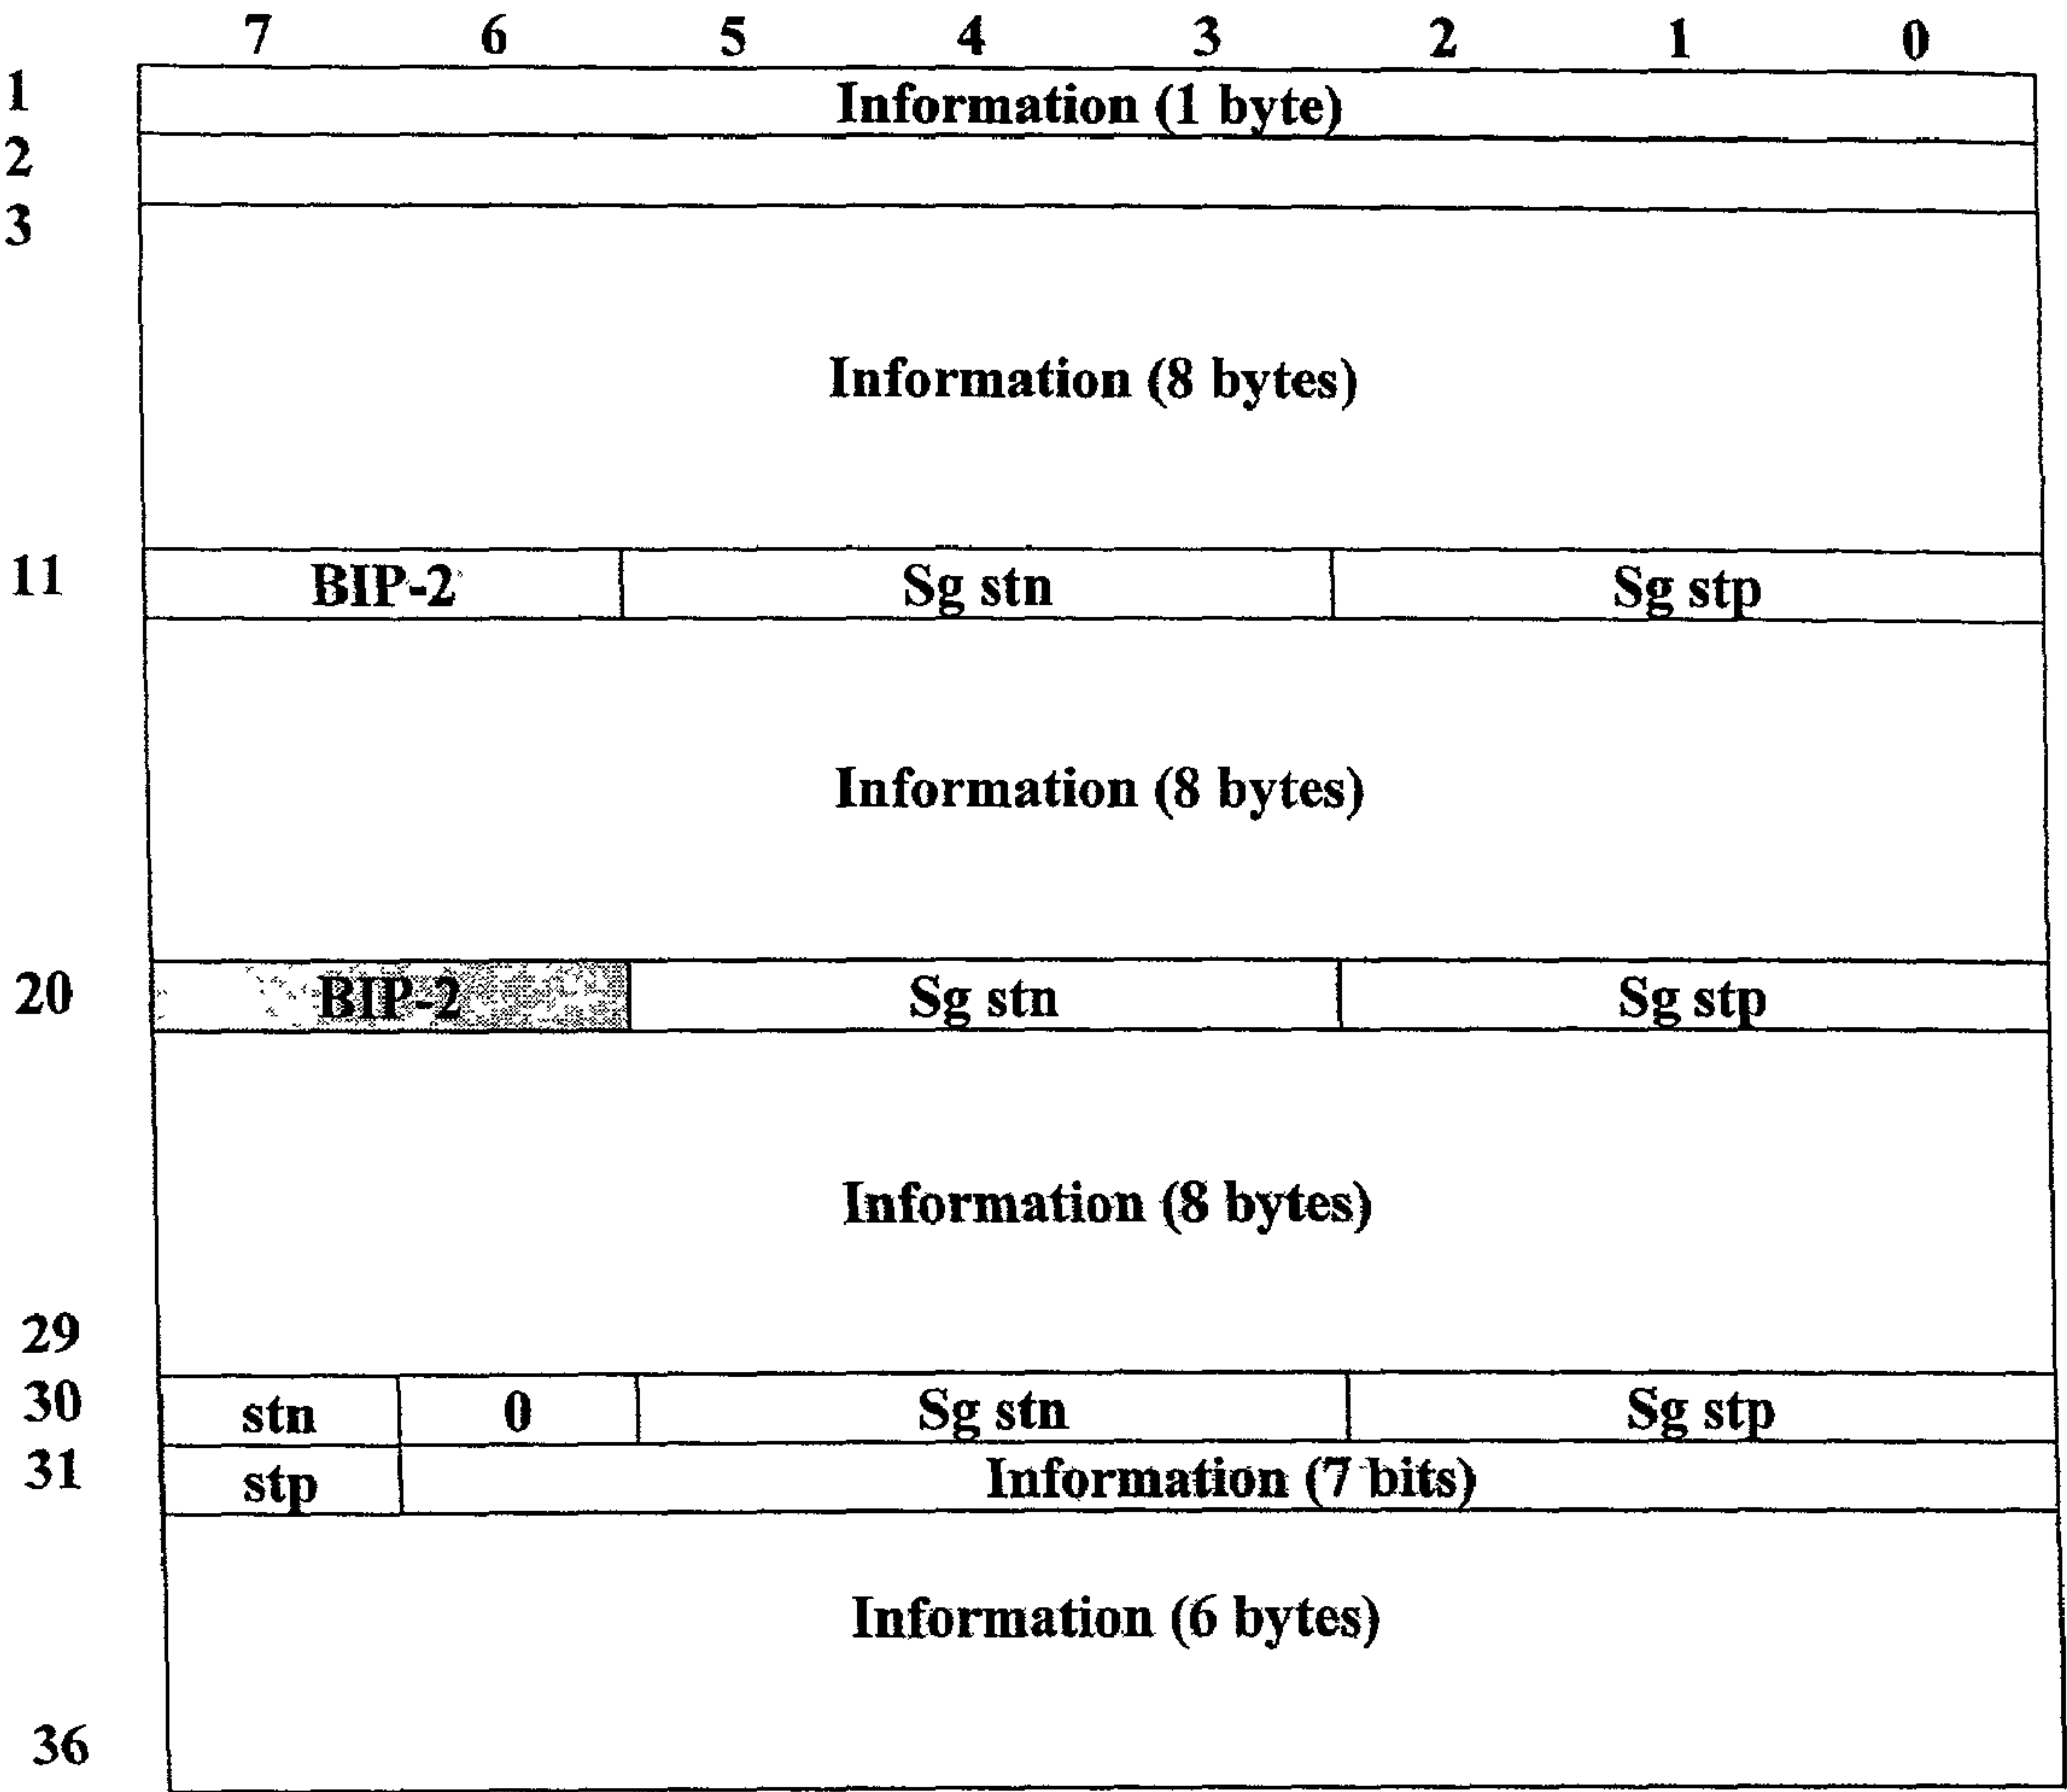 7 6 5 4 3 2 1 0
1 Information (1 byte)
2
3
Information (8 bytes)
11 BIP-2 Sg stn Sg stp
Information (8 bytes)
20 BIP-2 Sg stn Sg stp
Information (8 bytes)
29
30 stn 0 Sg stn Sg stp
31 stp Information (7 bits)
Information (6 bytes)
36